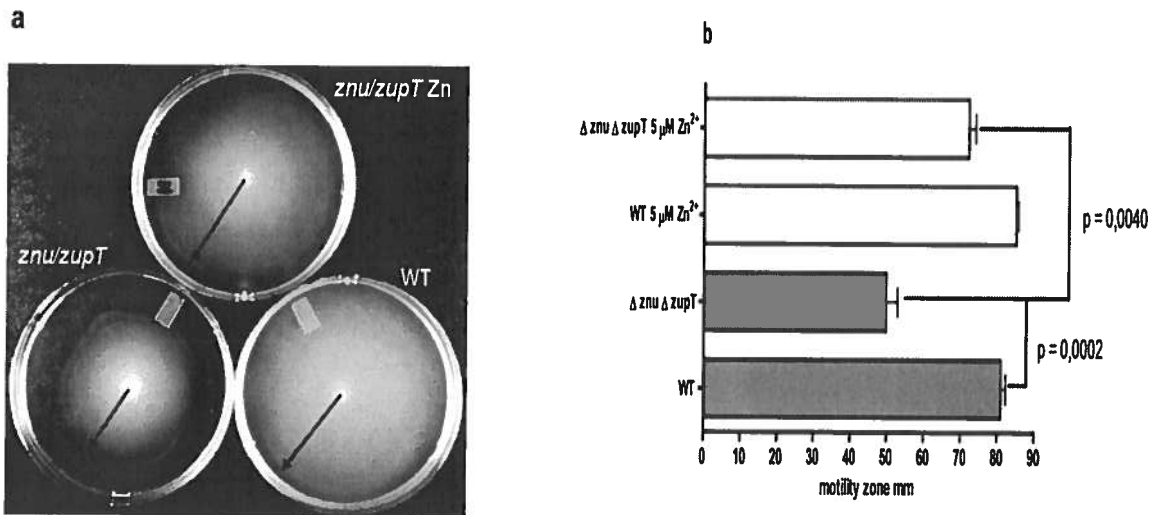 a
znu/zupT Zn
znu/zupT
WT
b
Δ znu Δ zupT 5 μM Zn²⁺
WT 5 μM Zn²⁺
Δ znu Δ zupT
WT
p = 0,0040
p = 0,0002
0 10 20 30 40 50 60 70 80 90
motility zone mm